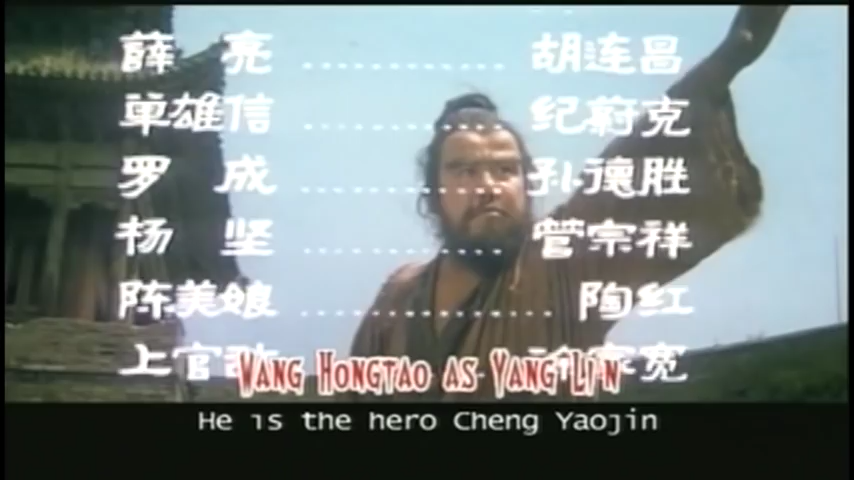 薛 亮 ............ 胡连昌
单雄信 ............ 纪蔚克
罗 成 ............ 孙德胜
杨 坚 ............ 管宗祥
陈美娘 ............... 陶红
上官 宽
Wang Hongtao as Yang Lin
He is the hero Cheng Yaojin